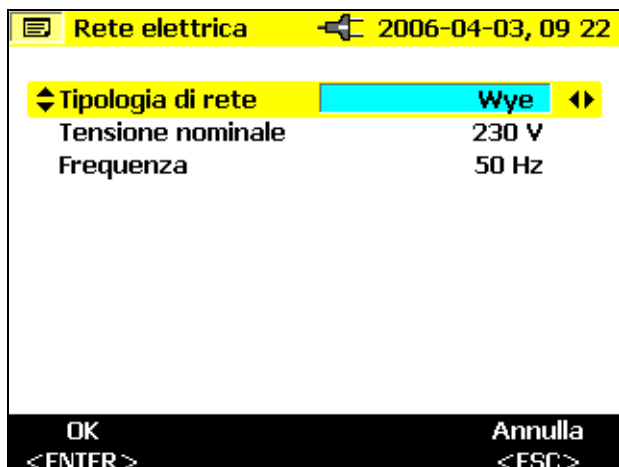 Rete elettrica 2006-04-03, 09 22
Tipologia di rete Wye
Tensione nominale 230 V
Frequenza 50 Hz
OK Annulla
<ENTER> <ESC>